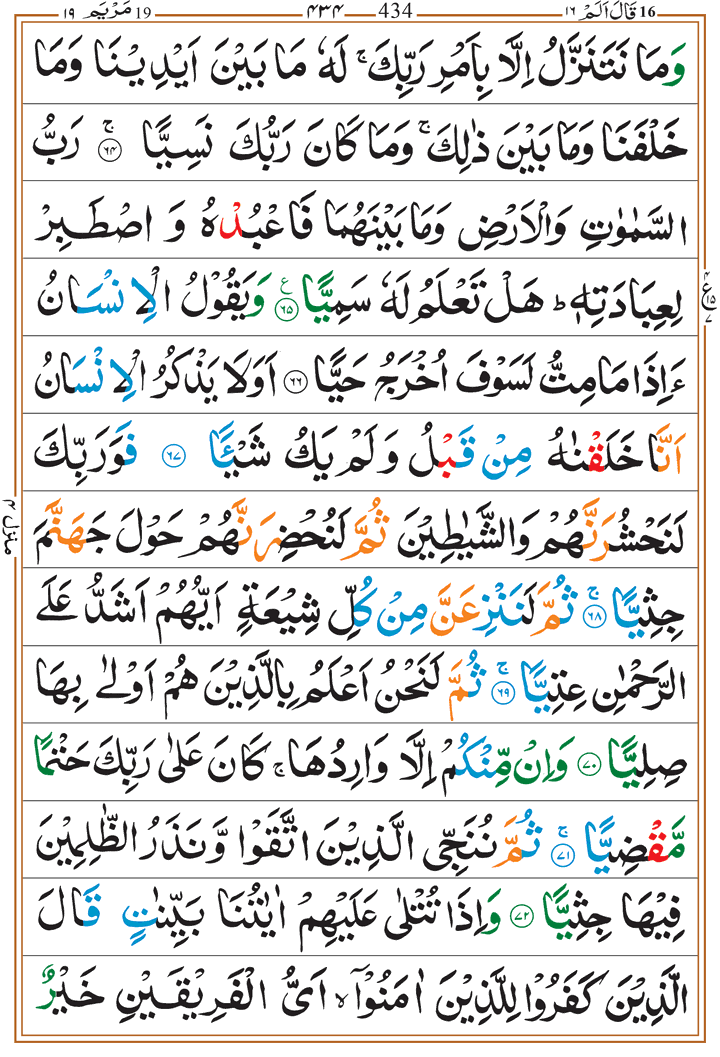 16 قَالَ اَلَمْ ١٦ 434 ٤٣٤ 19 مَرْيَم ١٩
وَمَا نَتَنَزَّلُ اِلَّا بِاَمْرِ رَبِّكَ ۚ لَهٗ مَا بَيْنَ اَيْدِيْنَا وَمَا
خَلْفَنَا وَمَا بَيْنَ ذٰلِكَ ۚ وَمَا كَانَ رَبُّكَ نَسِيًّا ۚ ٦٤ رَبُّ
السَّمٰوٰتِ وَالْاَرْضِ وَمَا بَيْنَهُمَا فَاعْبُدْهُ وَ اصْطَبِرْ
لِعِبَادَتِهٖ ؕ هَلْ تَعْلَمُ لَهٗ سَمِيًّا ٦٥ ع وَيَقُوْلُ الْاِنْسَانُ
ع ٤ ٥ ٧
ءَاِذَا مَا مِتُّ لَسَوْفَ اُخْرَجُ حَيًّا ٦٦ اَوَلَا يَذْكُرُ الْاِنْسَانُ
اَنَّا خَلَقْنٰهُ مِنْ قَبْلُ وَلَمْ يَكُ شَيْـًٔا ٦٧ فَوَرَبِّكَ
لَنَحْشُرَنَّهُمْ وَالشَّيٰطِيْنَ ثُمَّ لَنُحْضِرَنَّهُمْ حَوْلَ جَهَنَّمَ
منزل ٤
جِثِيًّا ۚ ٦٨ ثُمَّ لَنَنْزِعَنَّ مِنْ كُلِّ شِيْعَةٍ اَيُّهُمْ اَشَدُّ عَلَى
الرَّحْمٰنِ عِتِيًّا ۚ ٦٩ ثُمَّ لَنَحْنُ اَعْلَمُ بِالَّذِيْنَ هُمْ اَوْلٰى بِهَا
صِلِيًّا ٧٠ وَاِنْ مِّنْكُمْ اِلَّا وَارِدُهَا ۚ كَانَ عَلٰى رَبِّكَ حَتْمًا
مَّقْضِيًّا ۚ ٧١ ثُمَّ نُنَجِّى الَّذِيْنَ اتَّقَوْا وَّنَذَرُ الظّٰلِمِيْنَ
فِيْهَا جِثِيًّا ٧٢ وَاِذَا تُتْلٰى عَلَيْهِمْ اٰيٰتُنَا بَيِّنٰتٍ قَالَ
الَّذِيْنَ كَفَرُوْا لِلَّذِيْنَ اٰمَنُوْۤا ۙ اَىُّ الْفَرِيْقَيْنِ خَيْرٌ